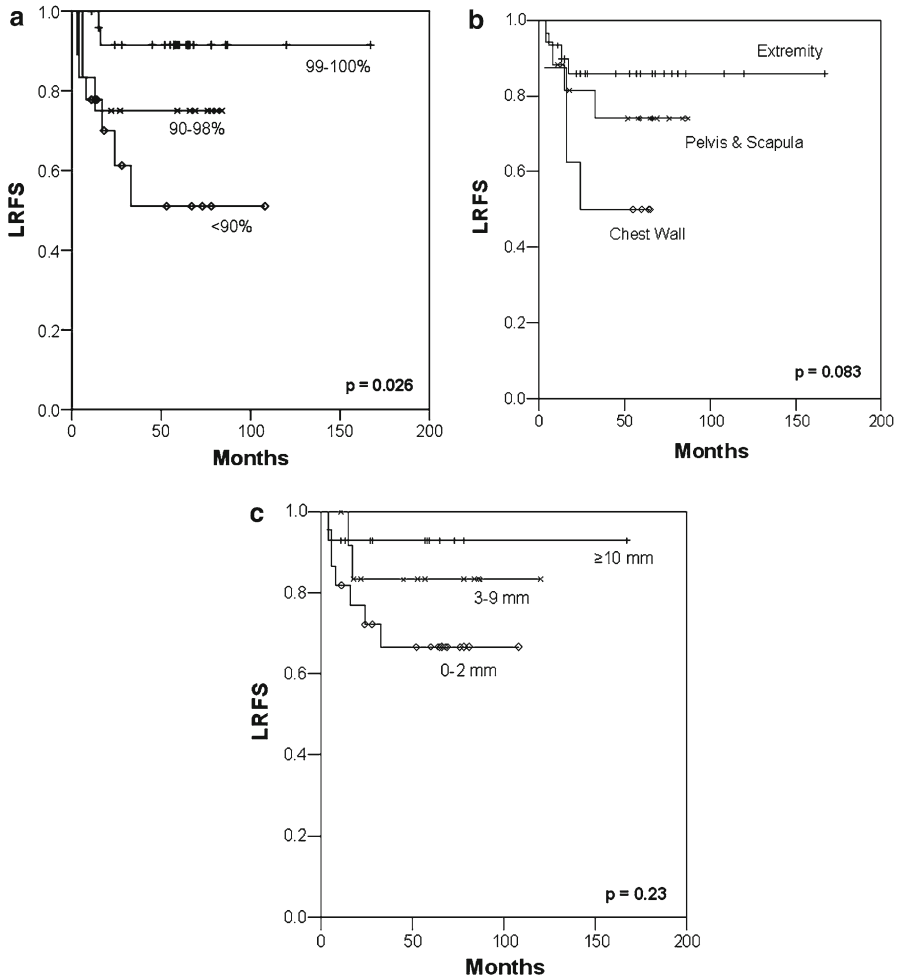 a
1.0
0.8
0.6
0.4
0.2
0.0
LRFS
99-100%
90-98%
<90%
p = 0.026
0 50 100 150 200
Months
b
1.0
0.8
0.6
0.4
0.2
0.0
LRFS
Extremity
Pelvis & Scapula
Chest Wall
p = 0.083
0 50 100 150 200
Months
c
1.0
0.8
0.6
0.4
0.2
0.0
LRFS
≥10 mm
3-9 mm
0-2 mm
p = 0.23
0 50 100 150 200
Months